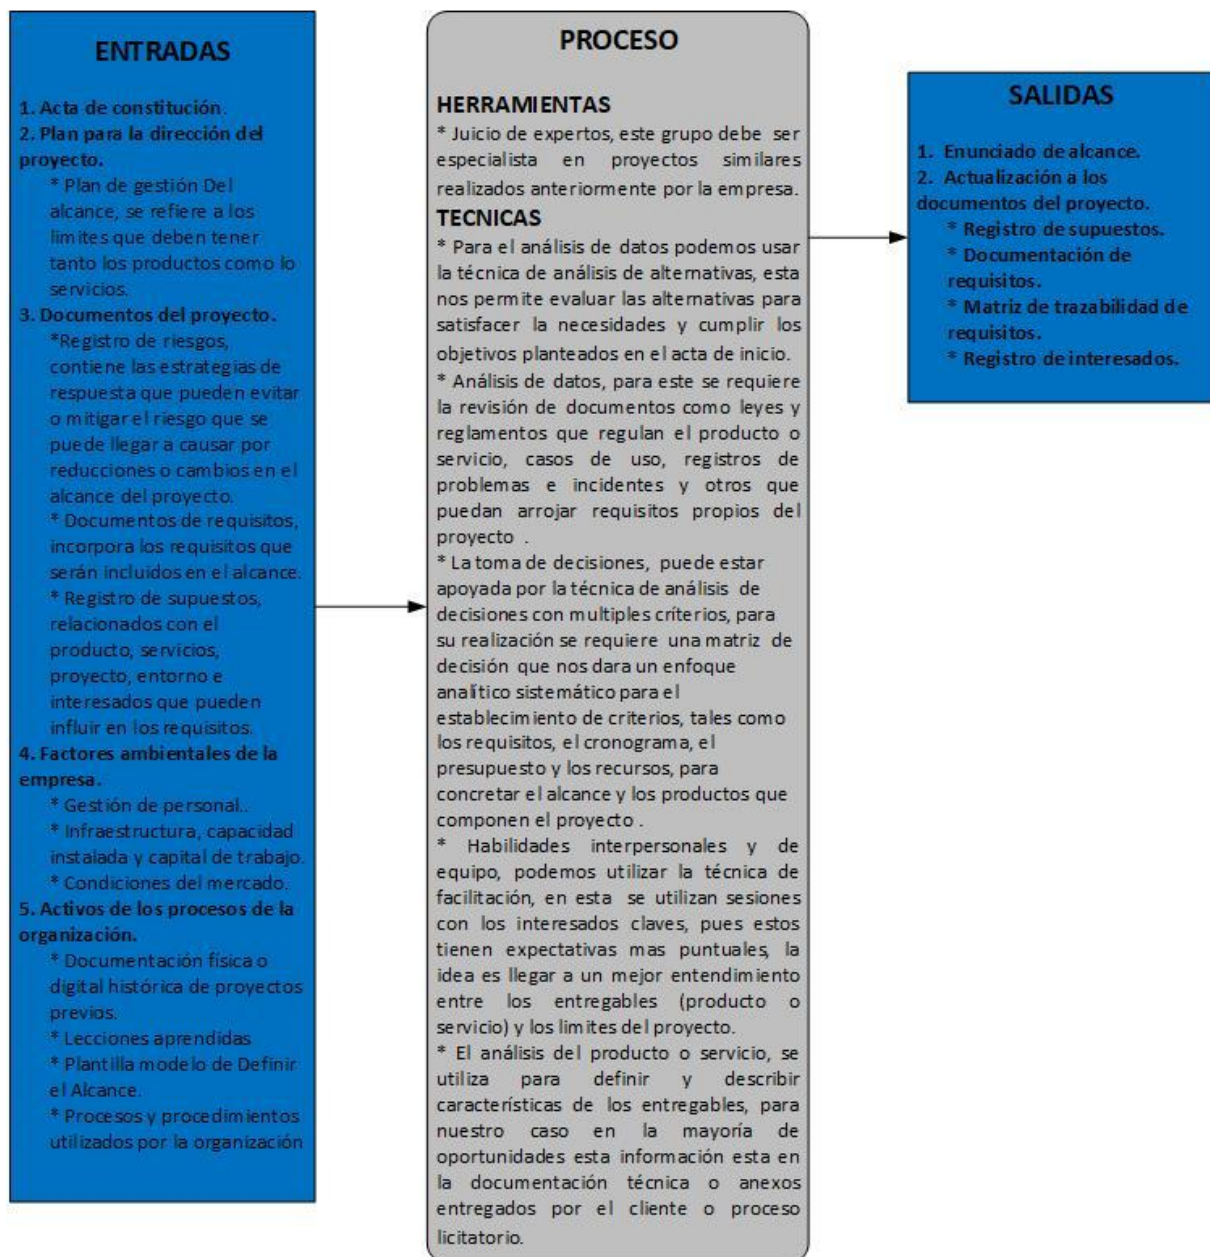 ENTRADAS
1. Acta de constitución.
2. Plan para la dirección del
proyecto.
* Plan de gestión Del
alcance, se refiere a los
limites que deben tener
tanto los productos como lo
servicios.
3. Documentos del proyecto.
*Registro de riesgos,
contiene las estrategias de
respuesta que pueden evitar
o mitigar el riesgo que se
puede llegar a causar por
reducciones o cambios en el
alcance del proyecto.
* Documentos de requisitos,
incorpora los requisitos que
serán incluidos en el alcance.
* Registro de supuestos,
relacionados con el
producto, servicios,
proyecto, entorno e
interesados que pueden
influir en los requisitos.
4. Factores ambientales de la
empresa.
* Gestión de personal..
* Infraestructura, capacidad
instalada y capital de trabajo.
* Condiciones del mercado.
5. Activos de los procesos de la
organización.
* Documentación física o
digital histórica de proyectos
previos.
* Lecciones aprendidas
* Plantilla modelo de Definir
el Alcance.
* Procesos y procedimientos
utilizados por la organización
PROCESO
HERRAMIENTAS
* Juicio de expertos, este grupo debe ser
especialista en proyectos similares
realizados anteriormente por la empresa.
TECNICAS
* Para el análisis de datos podemos usar
la técnica de análisis de alternativas, esta
nos permite evaluar las alternativas para
satisfacer la necesidades y cumplir los
objetivos planteados en el acta de inicio.
* Análisis de datos, para este se requiere
la revisión de documentos como leyes y
reglamentos que regulan el producto o
servicio, casos de uso, registros de
problemas e incidentes y otros que
puedan arrojar requisitos propios del
proyecto .
* La toma de decisiones, puede estar
apoyada por la técnica de análisis de
decisiones con multiples críterios, para
su realización se requiere una matriz de
decisión que nos dara un enfoque
analítico sistemático para el
establecimiento de criterios, tales como
los requisitos, el cronograma, el
presupuesto y los recursos, para
concretar el alcance y los productos que
componen el proyecto .
* Habilidades interpersonales y de
equipo, podemos utilizar la técnica de
facilitación, en esta se utilizan sesiones
con los interesados claves, pues estos
tienen expectativas mas puntuales, la
idea es llegar a un mejor entendimiento
entre los entregables (producto o
servicio) y los limites del proyecto.
* El análisis del producto o servicio, se
utiliza para definir y describir
características de los entregables, para
nuestro caso en la mayoría de
oportunidades esta información esta en
la documentación técnica o anexos
entregados por el cliente o proceso
licitatorio.
SALIDAS
1. Enunciado de alcance.
2. Actualización a los
documentos del proyecto.
* Registro de supuestos.
* Documentación de
requisitos.
* Matriz de trazabilidad de
requisitos.
* Registro de interesados.